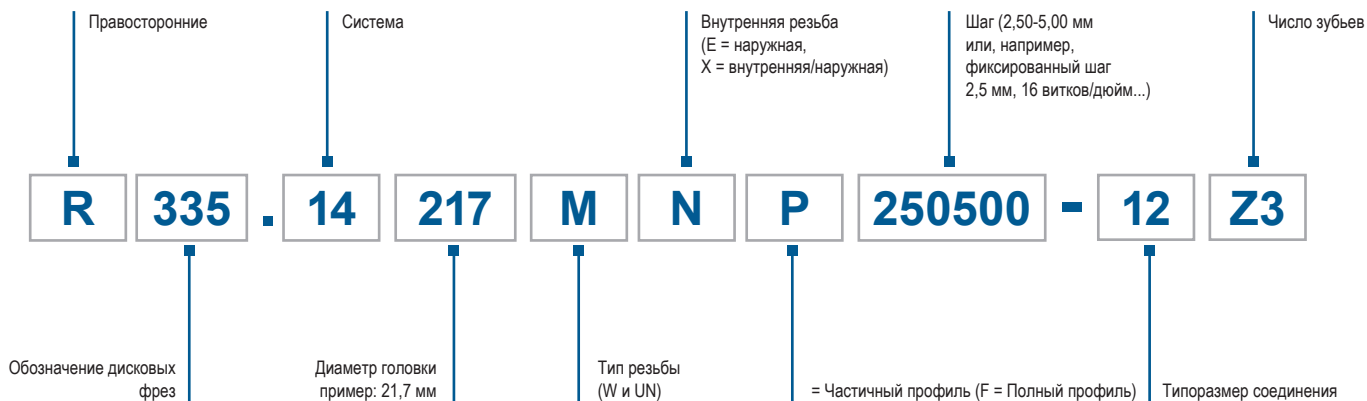 Правосторонние
Система
Внутренняя резьба
(E = наружная,
X = внутренняя/наружная)
Шаг (2,50-5,00 мм
или, например,
фиксированный шаг
2,5 мм, 16 витков/дюйм...)
Число зубьев
R 335 . 14 217 M N P 250500 - 12 Z3
Обозначение дисковых
фрез
Диаметр головки
пример: 21,7 мм
Тип резьбы
(W и UN)
= Частичный профиль (F = Полный профиль)
Типоразмер соединения